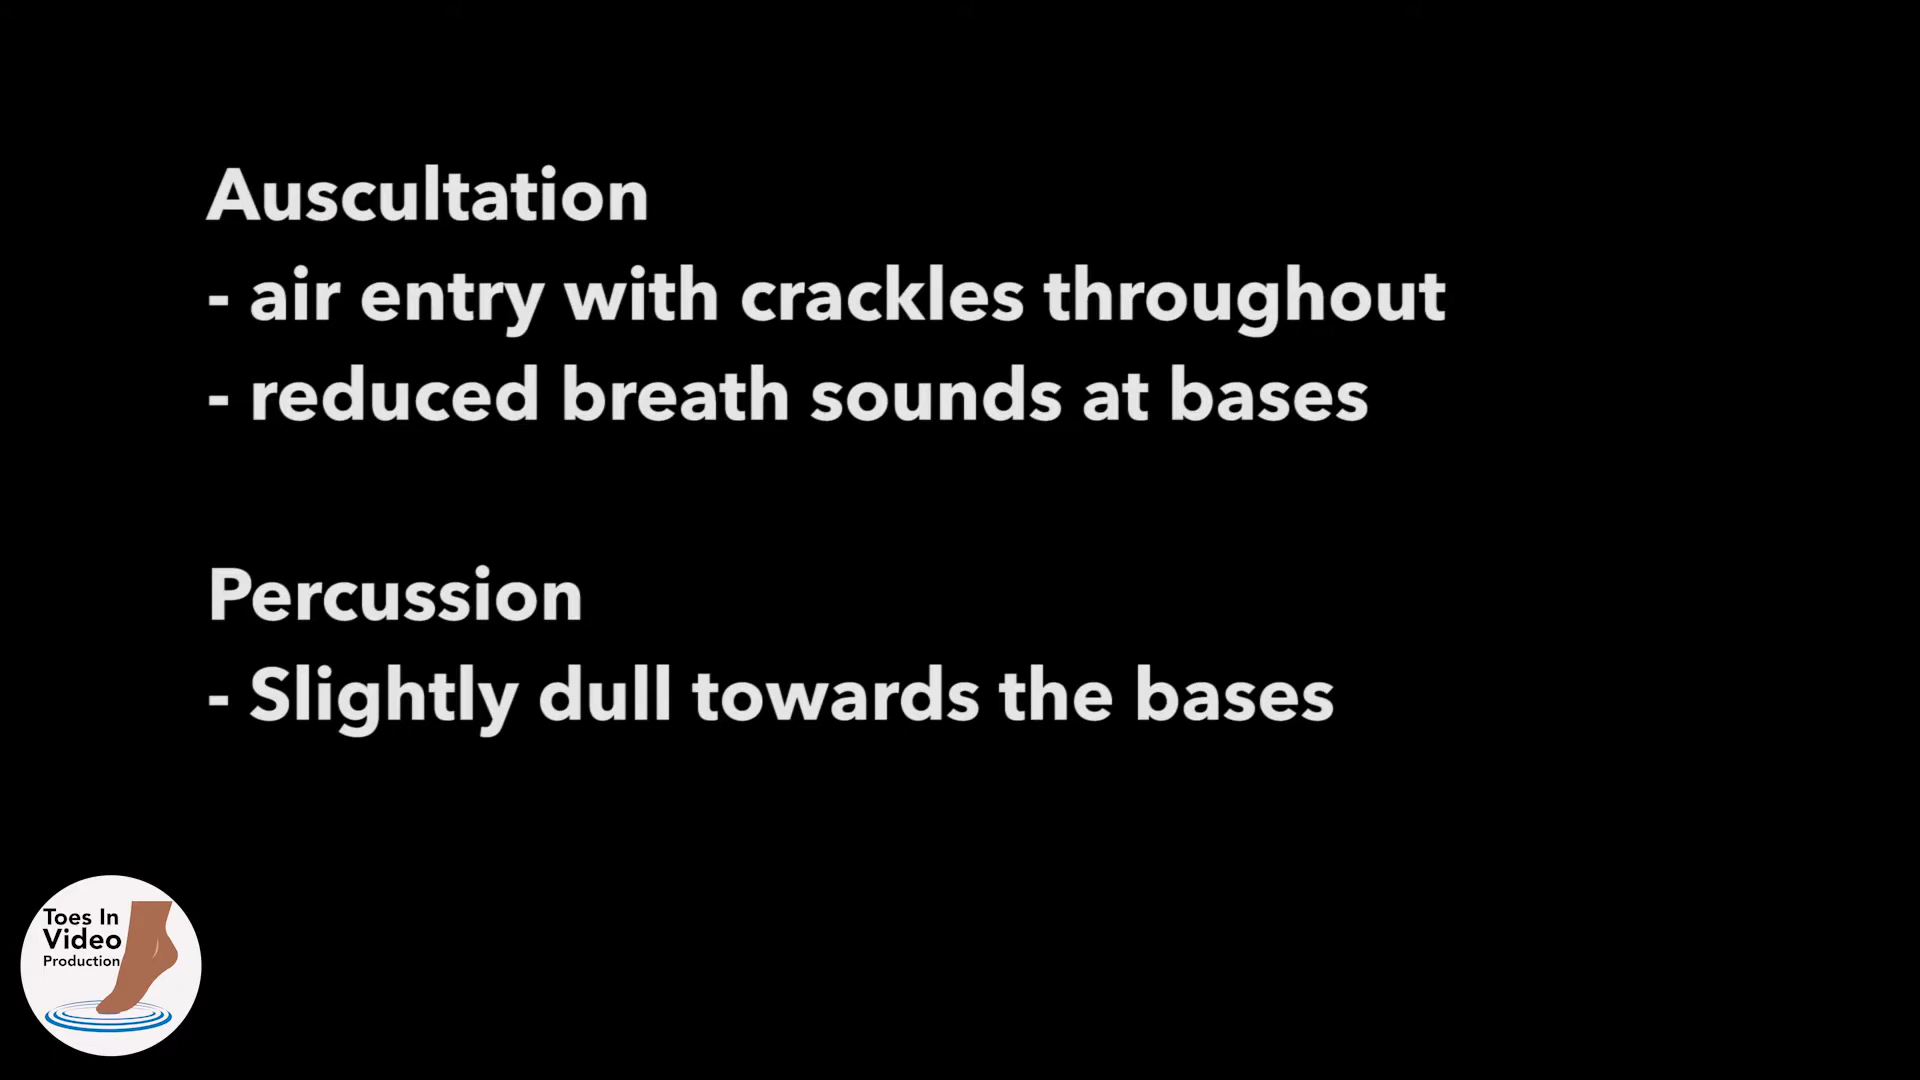 Auscultation
- air entry with crackles throughout
- reduced breath sounds at bases
Percussion
- Slightly dull towards the bases
Toes In
Video
Production